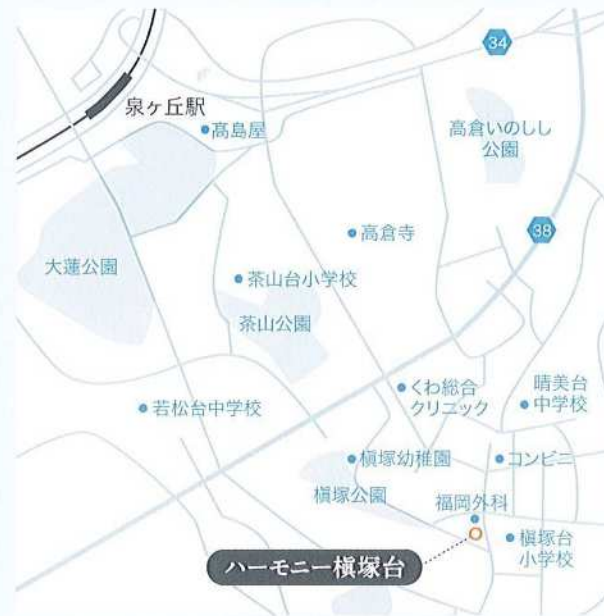 34
泉ヶ丘駅
髙島屋
高倉いのしし
公園
38
高倉寺
大蓮公園
茶山台小学校
茶山公園
くわ総合
クリニック
晴美台
中学校
若松台中学校
槇塚幼稚園
コンビニ
槇塚公園
福岡外科
槇塚台
小学校
ハーモニー槇塚台